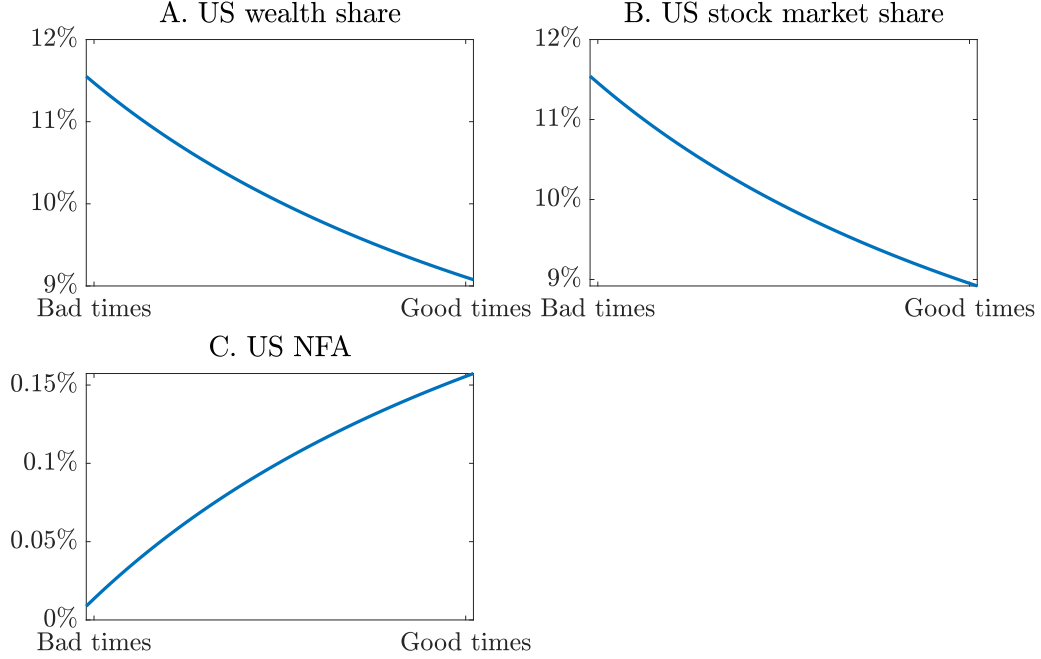 A. US wealth share
12%
11%
10%
9%
Bad times
Good times
B. US stock market share
12%
11%
10%
9%
Bad times
Good times
C. US NFA
0.15%
0.1%
0.05%
0%
Bad times
Good times